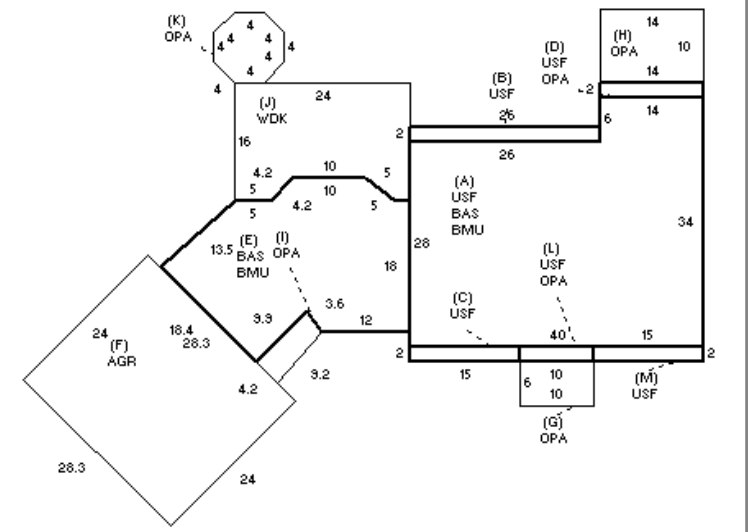 (K)
OPA
4
4
4
4
4
4
4
4
4
4
(J)
WDK
24
16
2
4.2
5
10
5
5
4.2
10
5
(B)
USF
26
26
(D)
USF
OPA
2
(H)
OPA
14
10
14
14
6
(A)
USF
BAS
BMU
34
28
18
13.5
(E)
BAS
BMU
(I)
OPA
9.9
3.6
12
(L)
USF
OPA
(C)
USF
40
15
2
2
15
6
10
10
(M)
USF
(G)
OPA
24
(F)
AGR
18.4
28.3
4.2
9.2
28.3
24